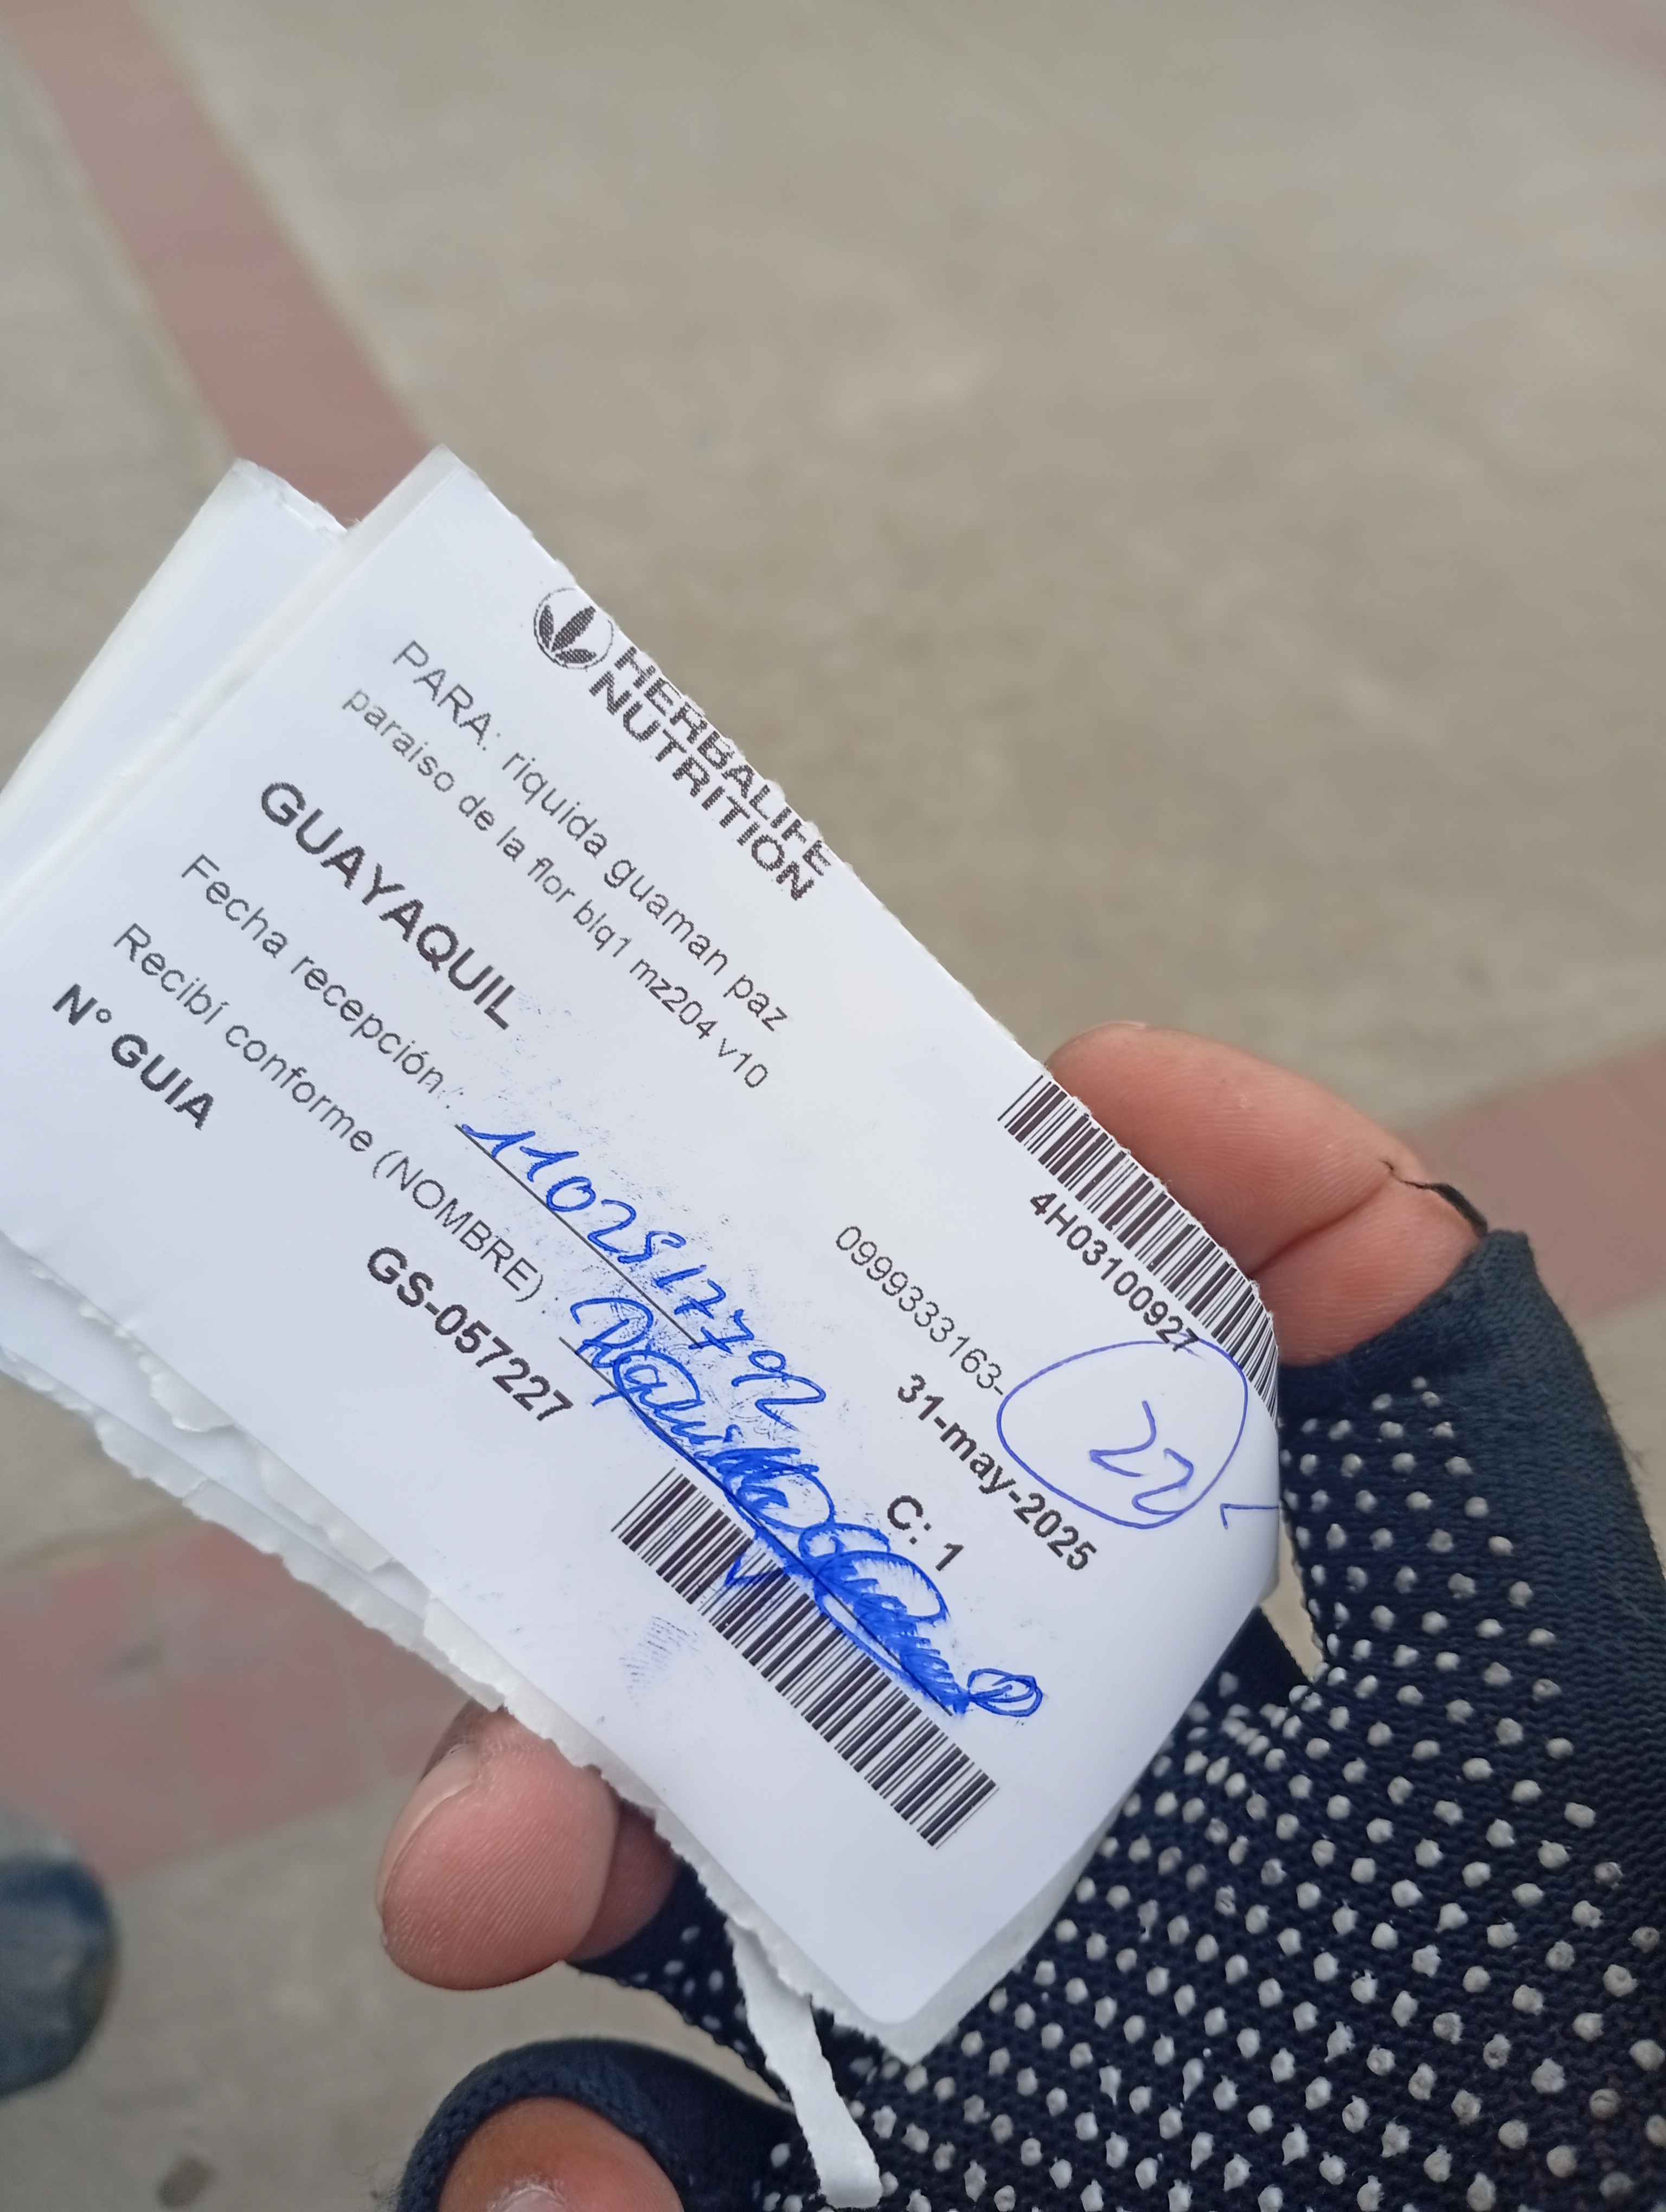 HERBALIFE
NUTRITION
4H03100927
PARA: riquida guaman paz
0999333163-
22
paraiso de la flor blq1 mz204 v10
31-may-2025
GUAYAQUIL
C: 1
Fecha recepción :
Recibí conforme (NOMBRE) :
N° GUIA
GS-057227